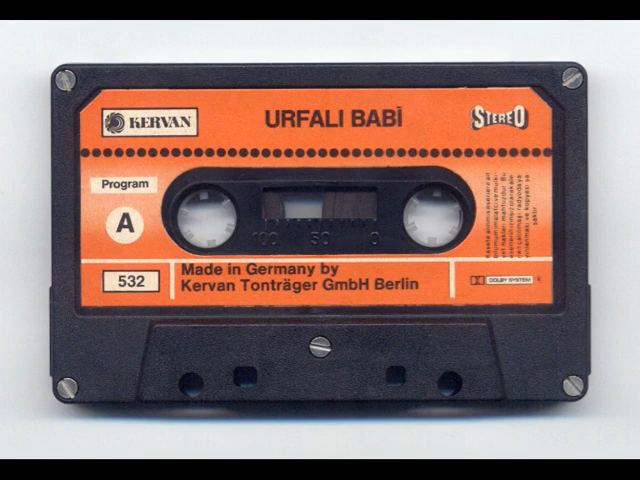 KERVAN
URFALI BABİ
STEREO
Program
A
100 50 0
532
Made in Germany by
Kervan Tonträger GmbH Berlin
DOLBY SYSTEM